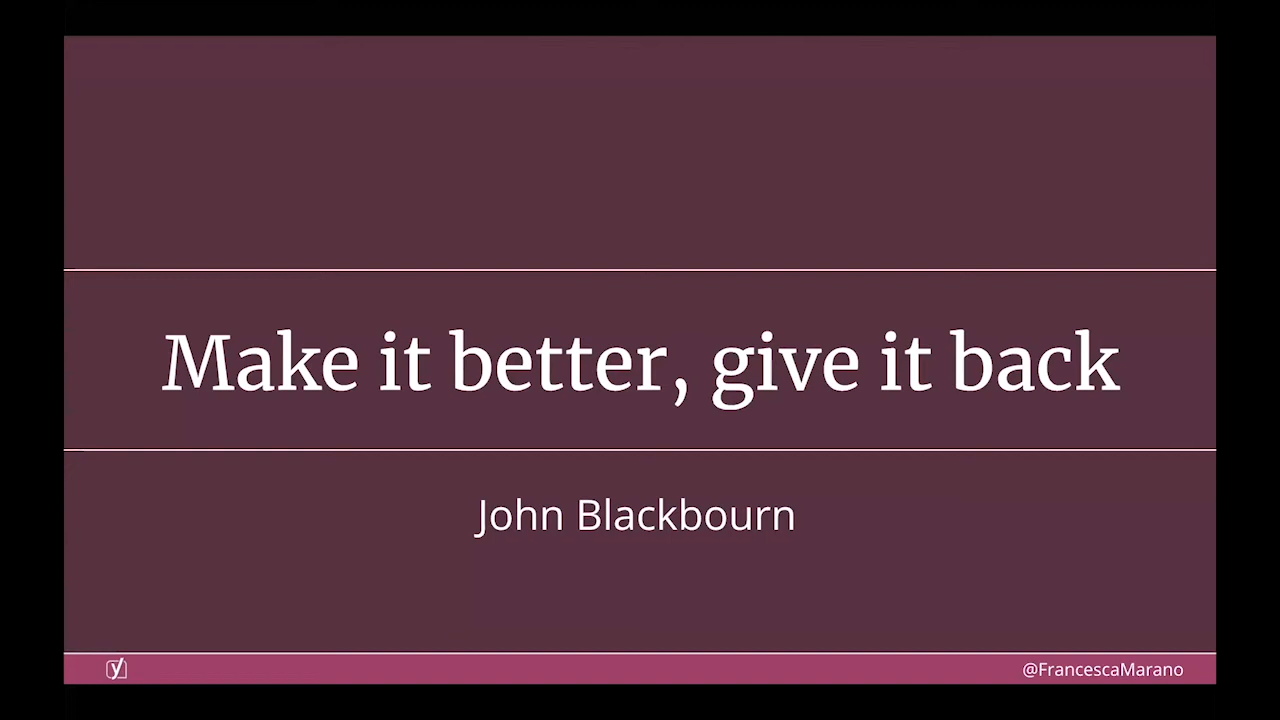 Make it better, give it back
John Blackbourn
y
@FrancescaMarano